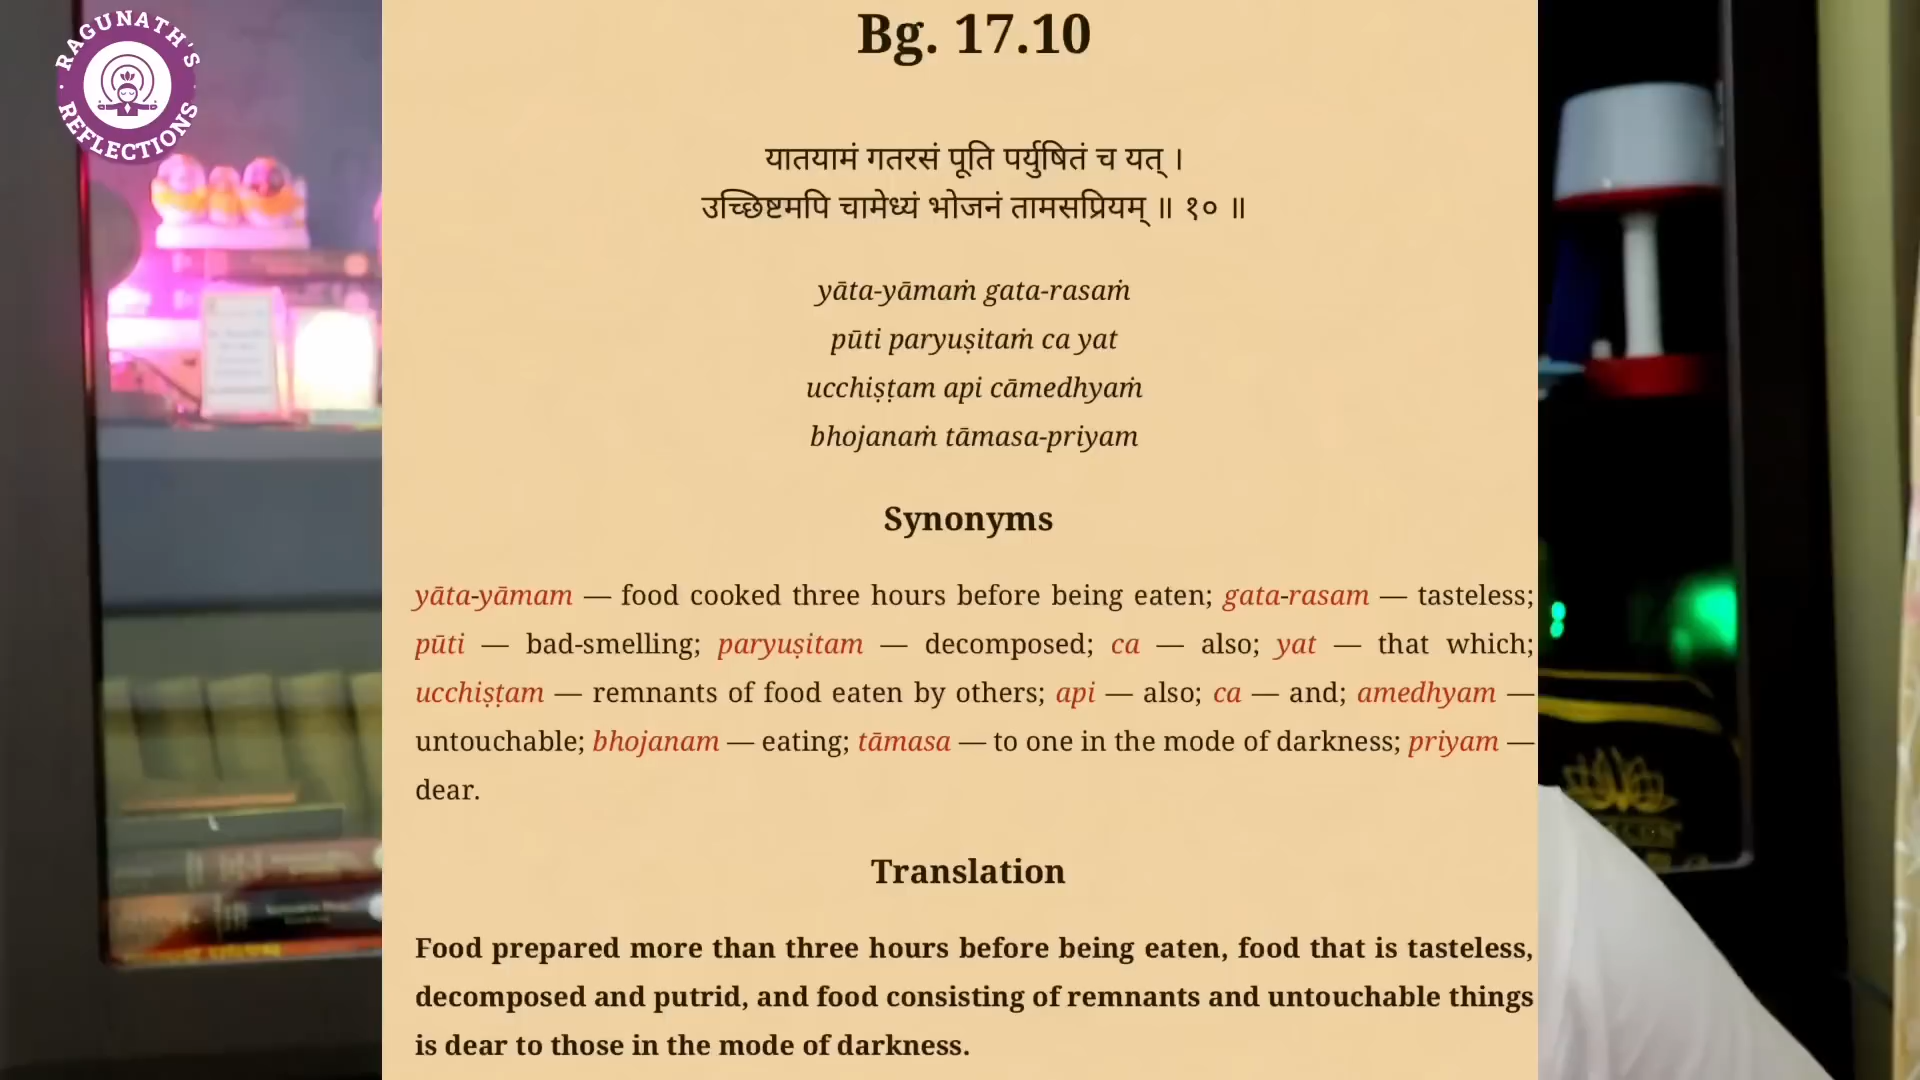 RAGUNATH'S
REFLECTIONS
Bg. 17.10
यातयामं गतरसं पूति पर्युषितं च यत् ।
उच्छिष्टमपि चामेध्यं भोजनं तामसप्रियम् ॥ १० ॥
yāta-yāmaṁ gata-rasaṁ
pūti paryuṣitaṁ ca yat
ucchiṣṭam api cāmedhyaṁ
bhojanaṁ tāmasa-priyam
Synonyms
yāta-yāmam — food cooked three hours before being eaten; gata-rasam — tasteless;
pūti — bad-smelling; paryuṣitam — decomposed; ca — also; yat — that which;
ucchiṣṭam — remnants of food eaten by others; api — also; ca — and; amedhyam —
untouchable; bhojanam — eating; tāmasa — to one in the mode of darkness; priyam —
dear.
Translation
Food prepared more than three hours before being eaten, food that is tasteless,
decomposed and putrid, and food consisting of remnants and untouchable things
is dear to those in the mode of darkness.